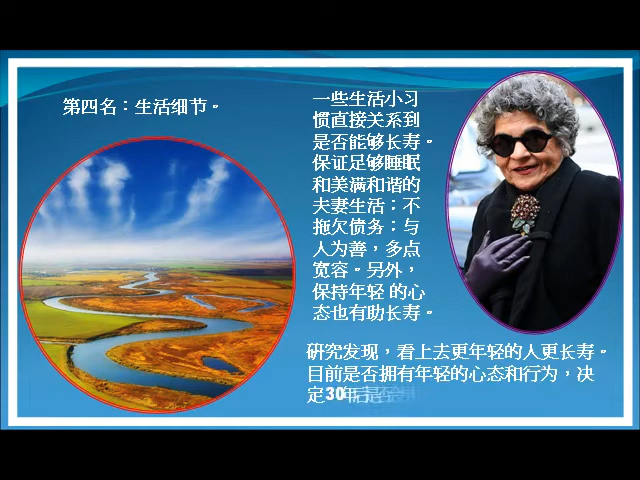 第四名：生活细节。
一些生活小习
惯直接关系到
是否能够长寿。
保证足够睡眠
和美满和谐的
夫妻生活；不
拖欠债务；与
人为善，多点
宽容。另外，
保持年轻 的心
态也有助长寿。
研究发现，看上去更年轻的人更长寿。
目前是否拥有年轻的心态和行为，决
定30年后是否